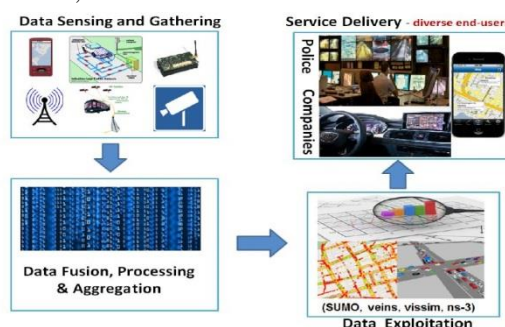 Data Sensing and Gathering
Service Delivery - diverse end-user
Police
Companies
Data Fusion, Processing
& Aggregation
(SUMO, veins, vissim, ns-3)
Data Exploitation